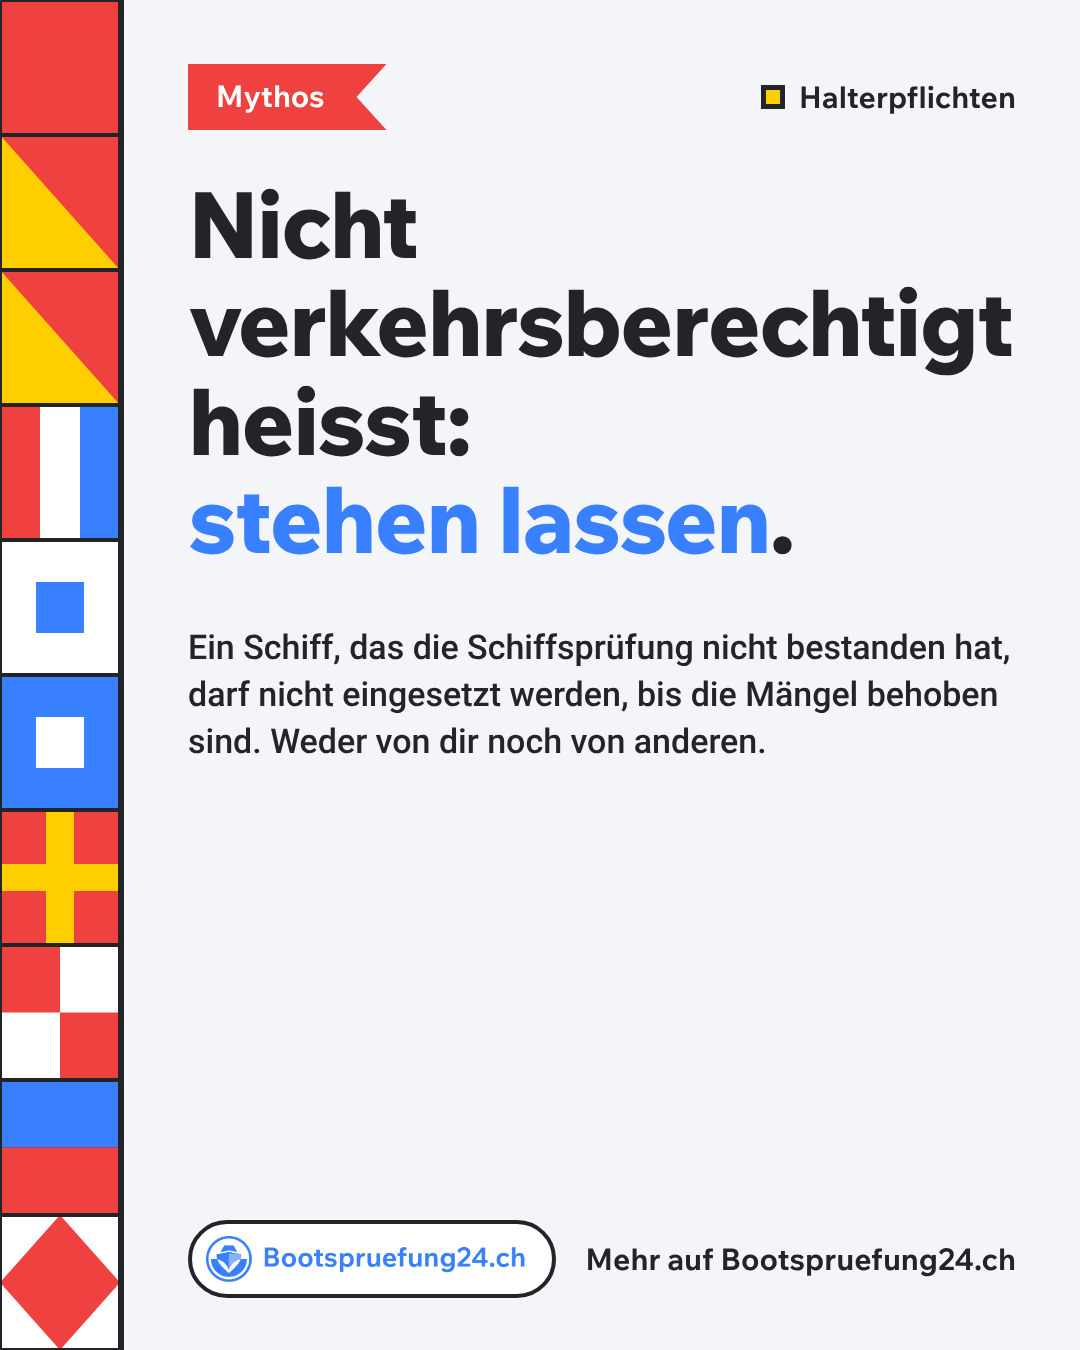 Mythos
Halterpflichten
Nicht
verkehrsberechtigt
heisst:
stehen lassen.
Ein Schiff, das die Schiffsprüfung nicht bestanden hat,
darf nicht eingesetzt werden, bis die Mängel behoben
sind. Weder von dir noch von anderen.
Bootspruefung24.ch
Mehr auf Bootspruefung24.ch